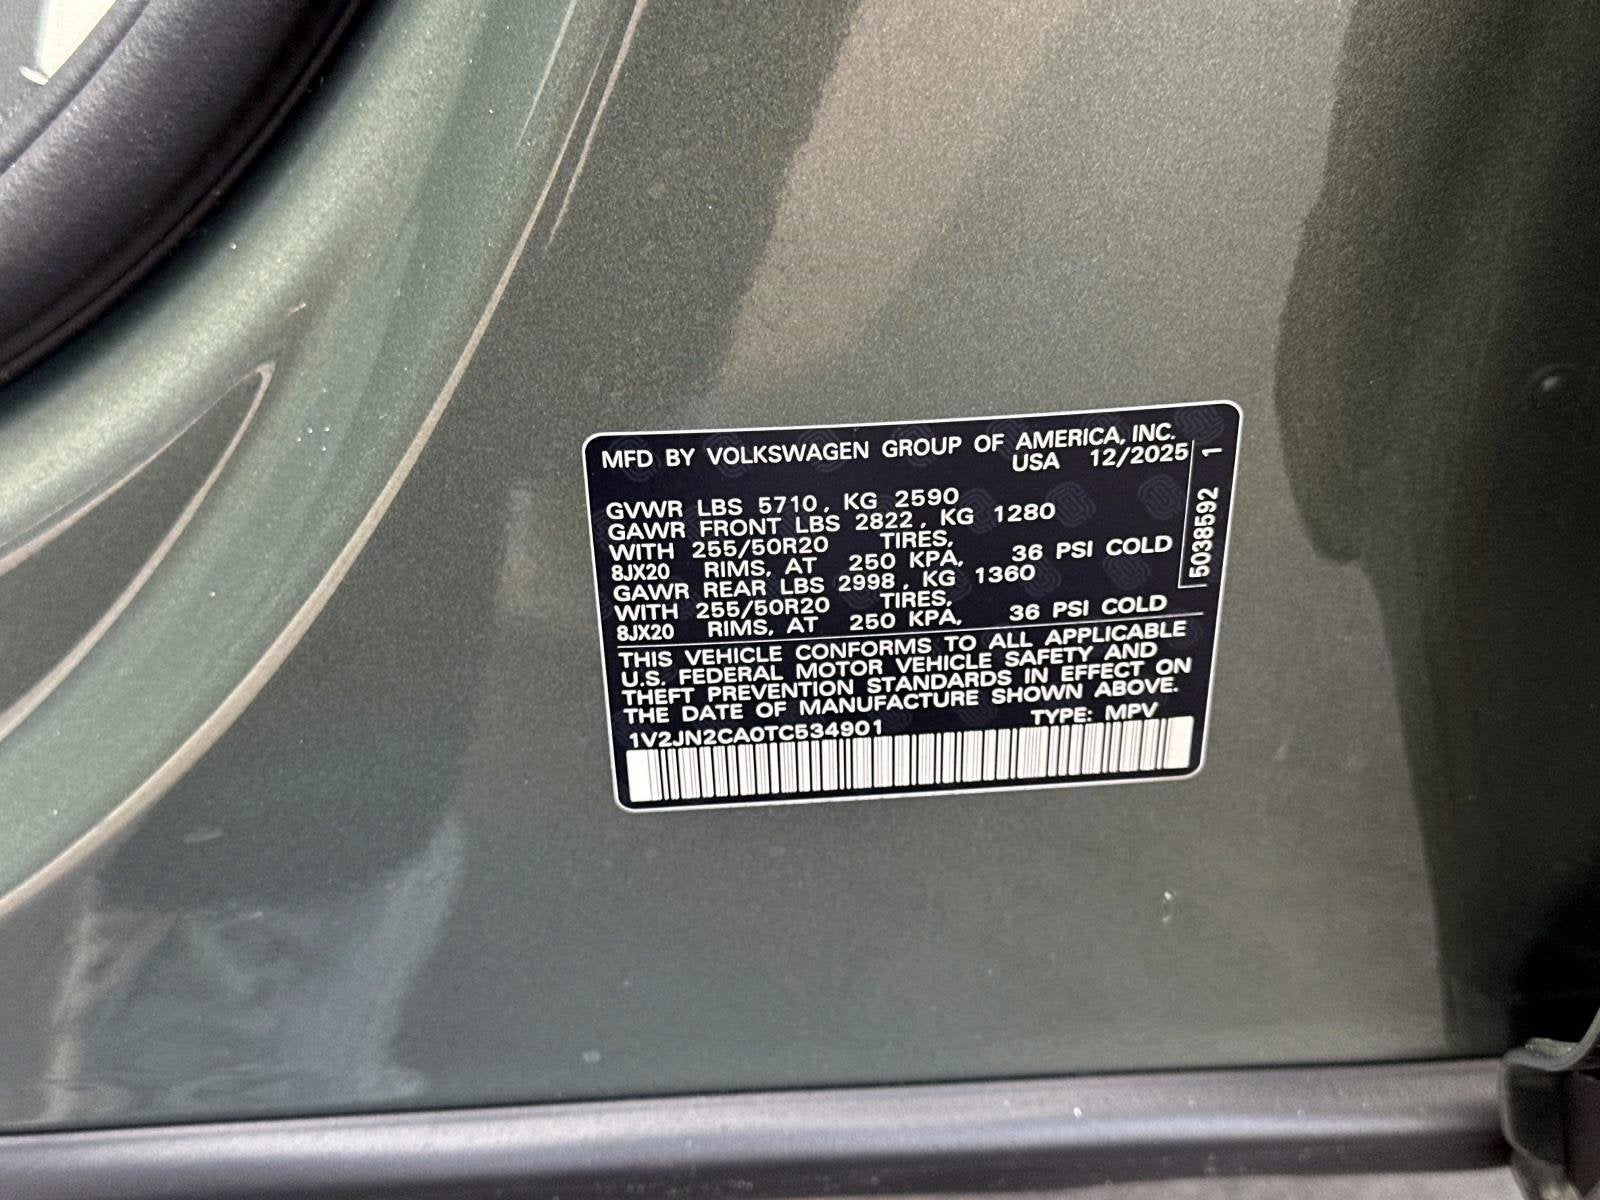 MFD BY VOLKSWAGEN GROUP OF AMERICA, INC.
USA 12/2025
GVWR LBS 5710, KG 2590
GAWR FRONT LBS 2822, KG 1280
WITH 255/50R20 TIRES,
8JX20 RIMS, AT 250 KPA, 36 PSI COLD
GAWR REAR LBS 2998, KG 1360
WITH 255/50R20 TIRES,
8JX20 RIMS, AT 250 KPA, 36 PSI COLD
THIS VEHICLE CONFORMS TO ALL APPLICABLE
U.S. FEDERAL MOTOR VEHICLE SAFETY AND
THEFT PREVENTION STANDARDS IN EFFECT ON
THE DATE OF MANUFACTURE SHOWN ABOVE.
1V2JN2CA0TC534901 TYPE: MPV
5038592 1